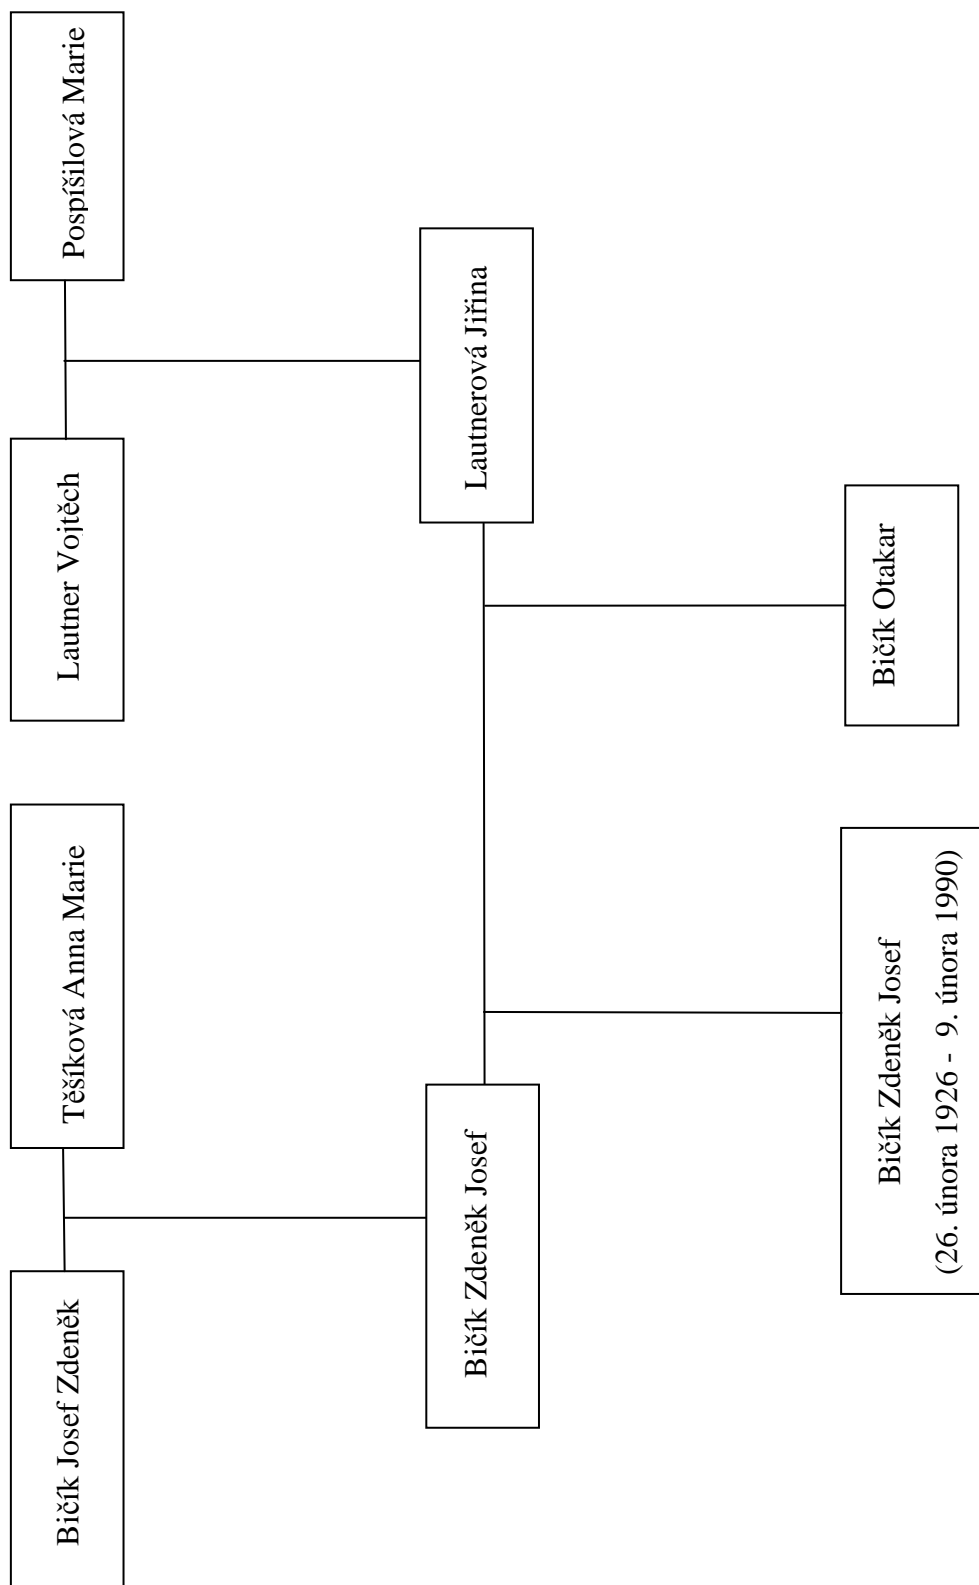 Bičík Josef Zdeněk
Těšíková Anna Marie
Lautner Vojtěch
Pospíšilová Marie
Bičík Zdeněk Josef
Lautnerová Jiřina
Bičík Zdeněk Josef
(26. února 1926 - 9. února 1990)
Bičík Otakar